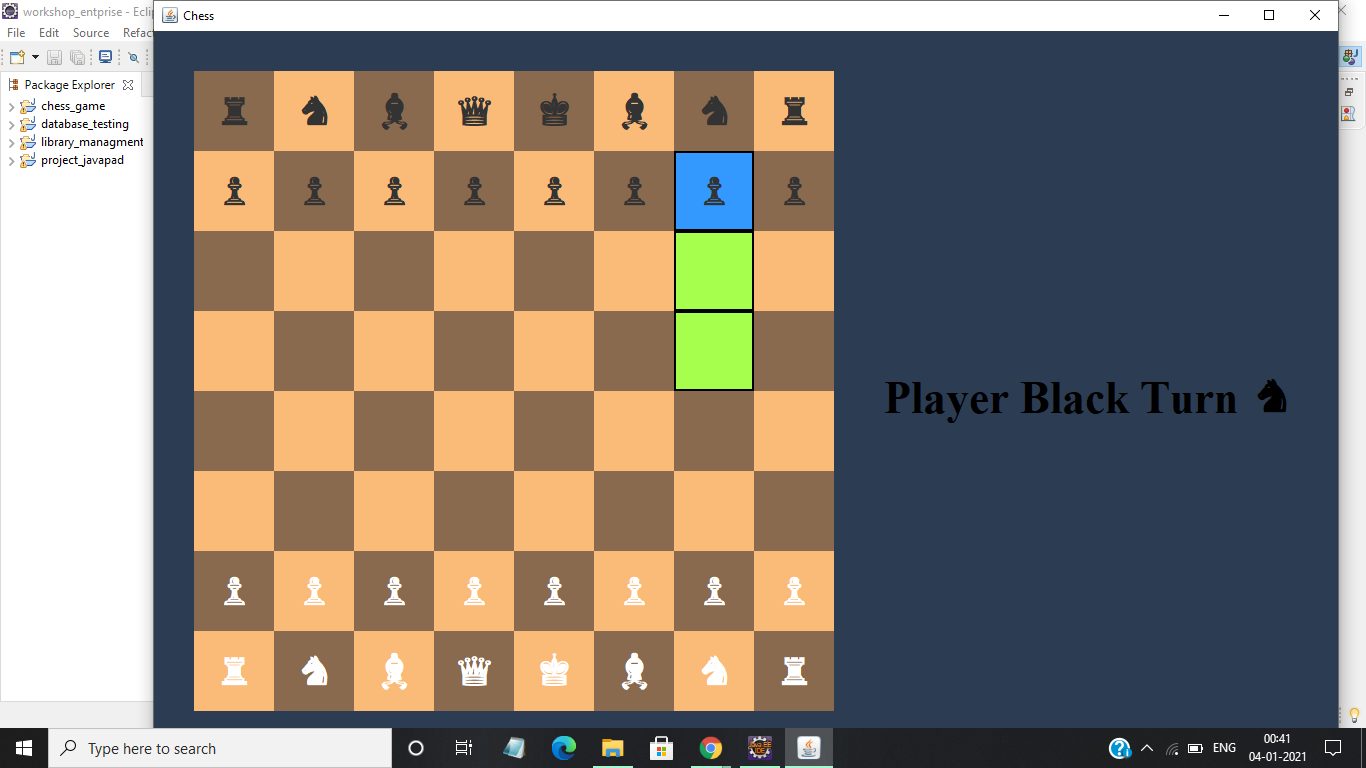 workshop_entprise - Eclip
Chess
File Edit Source Refact
Package Explorer
chess_game
database_testing
library_managment
project_javapad
Player Black Turn
Type here to search
ENG
00:41
04-01-2021